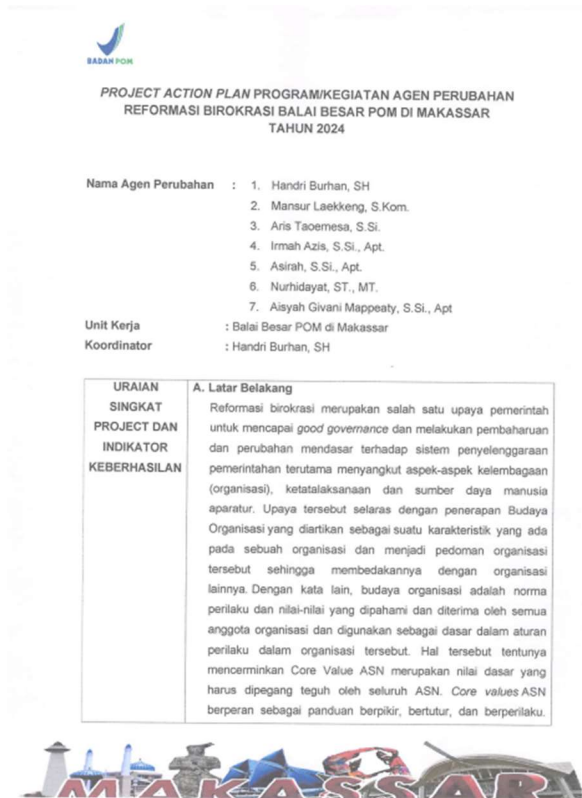 BADAN POM
PROJECT ACTION PLAN PROGRAM/KEGIATAN AGEN PERUBAHAN
REFORMASI BIROKRASI BALAI BESAR POM DI MAKASSAR
TAHUN 2024
Nama Agen Perubahan : 1. Handri Burhan, SH
2. Mansur Laekkeng, S.Kom.
3. Aris Taoemesa, S.Si.
4. Irmah Azis, S.Si., Apt.
5. Asirah, S.Si., Apt.
6. Nurhidayat, ST., MT.
7. Aisyah Givani Mappeaty, S.Si., Apt
Unit Kerja : Balai Besar POM di Makassar
Koordinator : Handri Burhan, SH
URAIAN
SINGKAT
PROJECT DAN
INDIKATOR
KEBERHASILAN
A. Latar Belakang
Reformasi birokrasi merupakan salah satu upaya pemerintah
untuk mencapai good governance dan melakukan pembaharuan
dan perubahan mendasar terhadap sistem penyelenggaraan
pemerintahan terutama menyangkut aspek-aspek kelembagaan
(organisasi), ketatalaksanaan dan sumber daya manusia
aparatur. Upaya tersebut selaras dengan penerapan Budaya
Organisasi yang diartikan sebagai suatu karakteristik yang ada
pada sebuah organisasi dan menjadi pedoman organisasi
tersebut sehingga membedakannya dengan organisasi
lainnya. Dengan kata lain, budaya organisasi adalah norma
perilaku dan nilai-nilai yang dipahami dan diterima oleh semua
anggota organisasi dan digunakan sebagai dasar dalam aturan
perilaku dalam organisasi tersebut. Hal tersebut tentunya
mencerminkan Core Value ASN merupakan nilai dasar yang
harus dipegang teguh oleh seluruh ASN. Core values ASN
berperan sebagai panduan berpikir, bertutur, dan berperilaku.
MAKASSAR